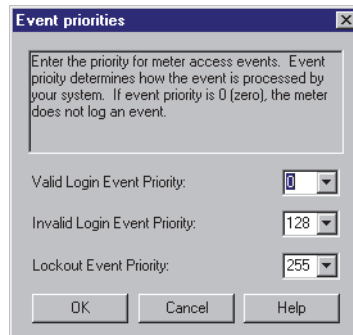 Event priorities
Enter the priority for meter access events. Event
prioity determines how the event is processed by
your system. If event priority is 0 (zero), the meter
does not log an event.
Valid Login Event Priority: 0
Invalid Login Event Priority: 128
Lockout Event Priority: 255
OK Cancel Help